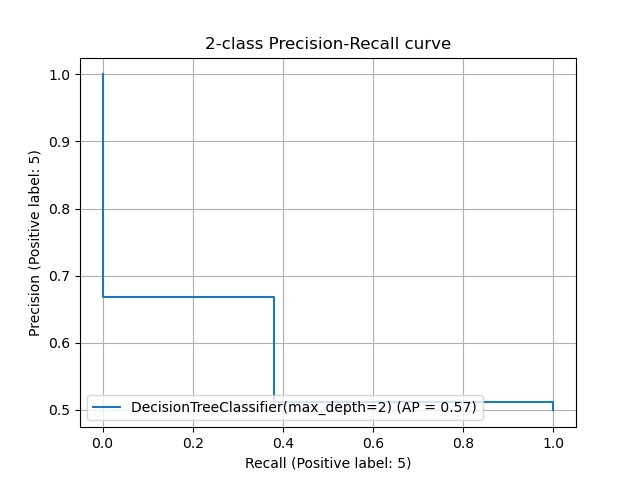 2-class Precision-Recall curve
1.0
0.9
0.8
0.7
0.6
0.5
Precision (Positive label: 5)
DecisionTreeClassifier(max_depth=2) (AP = 0.57)
0.0 0.2 0.4 0.6 0.8 1.0
Recall (Positive label: 5)